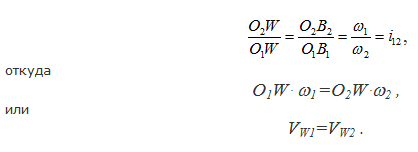 O₂W/O₁W = O₂B₂/O₁B₁ = ω₁/ω₂ = i₁₂,
откуда
O₁W· ω₁ =O₂W·ω₂ ,
или
V_W1=V_W2 .